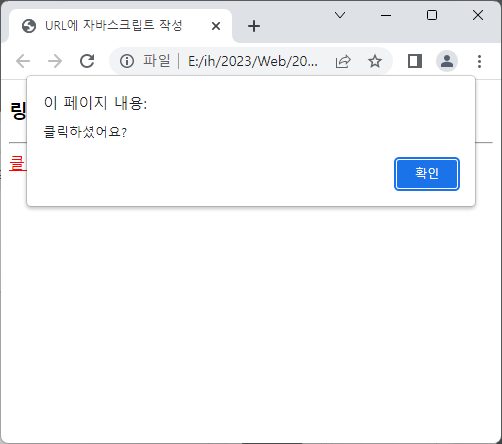 URL에 자바스크립트 작성
파일 | E:/ih/2023/Web/20...
링
이 페이지 내용:
클릭하셨어요?
클
확인